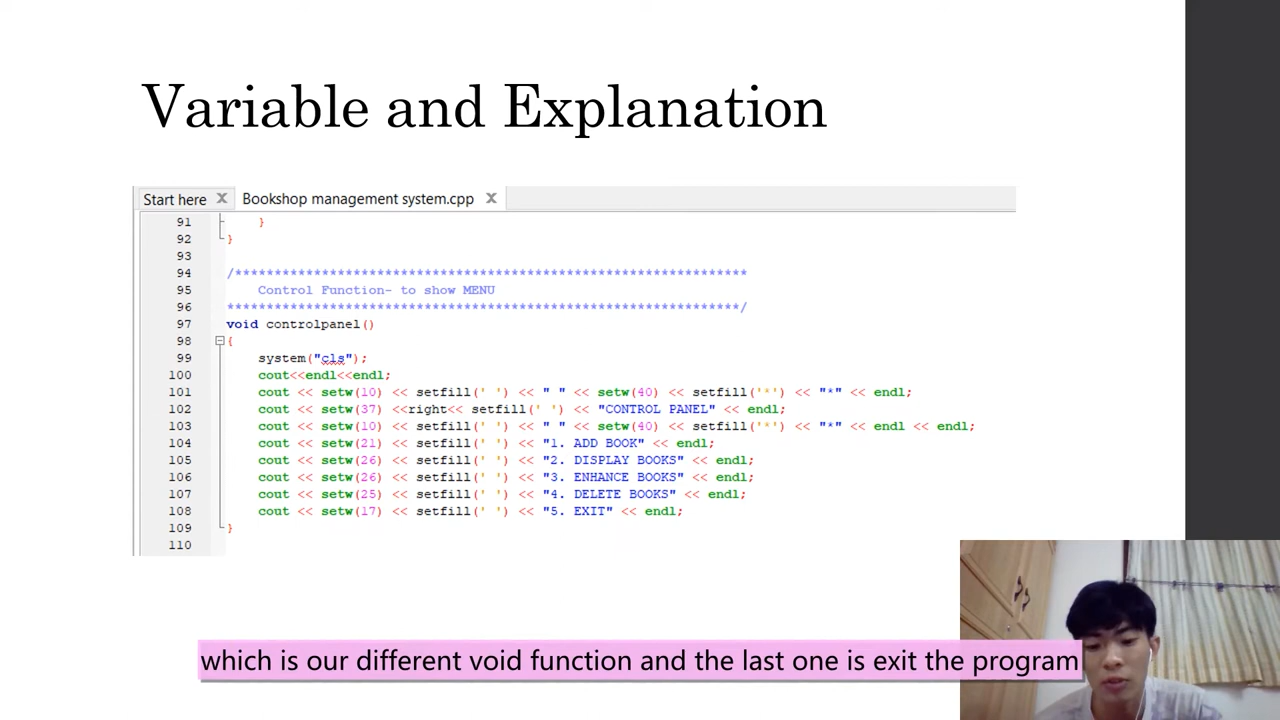 Variable and Explanation
Start here X Bookshop management system.cpp X
91 }
92 }
93
94 /*****************************************************************
95 Control Function- to show MENU
96 *****************************************************************/
97 void controlpanel()
98 {
99 system("cls");
100 cout<<endl<<endl;
101 cout << setw(10) << setfill(' ') << " " << setw(40) << setfill('*') << "*" << endl;
102 cout << setw(37) <<right<< setfill(' ') << "CONTROL PANEL" << endl;
103 cout << setw(10) << setfill(' ') << " " << setw(40) << setfill('*') << "*" << endl << endl;
104 cout << setw(21) << setfill(' ') << "1. ADD BOOK" << endl;
105 cout << setw(26) << setfill(' ') << "2. DISPLAY BOOKS" << endl;
106 cout << setw(26) << setfill(' ') << "3. ENHANCE BOOKS" << endl;
107 cout << setw(25) << setfill(' ') << "4. DELETE BOOKS" << endl;
108 cout << setw(17) << setfill(' ') << "5. EXIT" << endl;
109 }
110
which is our different void function and the last one is exit the program